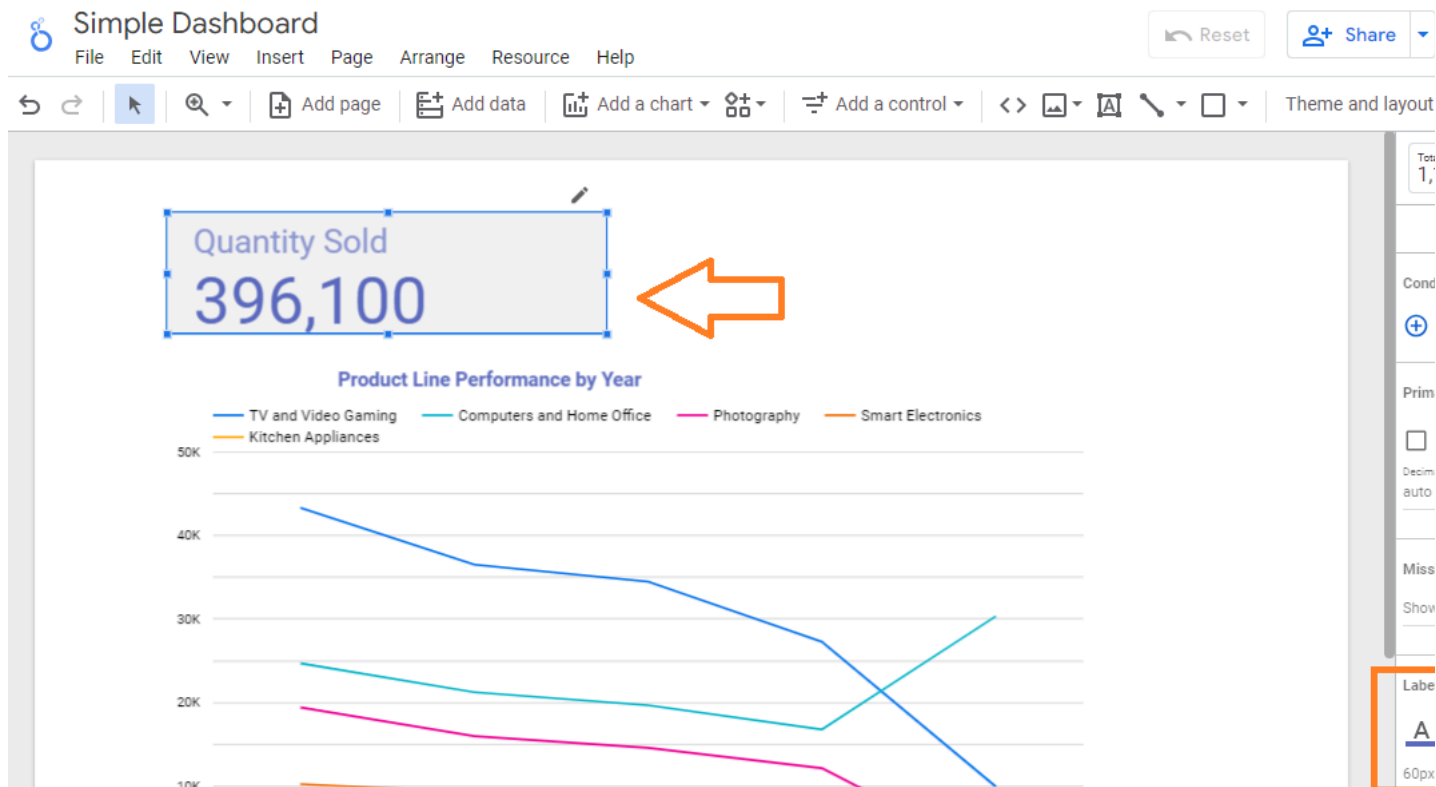 Simple Dashboard
File Edit View Insert Page Arrange Resource Help
Reset
Share
Add page
Add data
Add a chart
Add a control
Theme and layout
Quantity Sold
396,100
Product Line Performance by Year
TV and Video Gaming
Computers and Home Office
Photography
Smart Electronics
Kitchen Appliances
50K
40K
30K
20K
10K
auto
A
60px